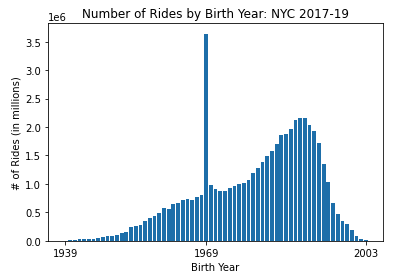 Number of Rides by Birth Year: NYC 2017-19
1e6
3.5
3.0
2.5
2.0
1.5
1.0
0.5
0.0
# of Rides (in millions)
1939 1969 2003
Birth Year